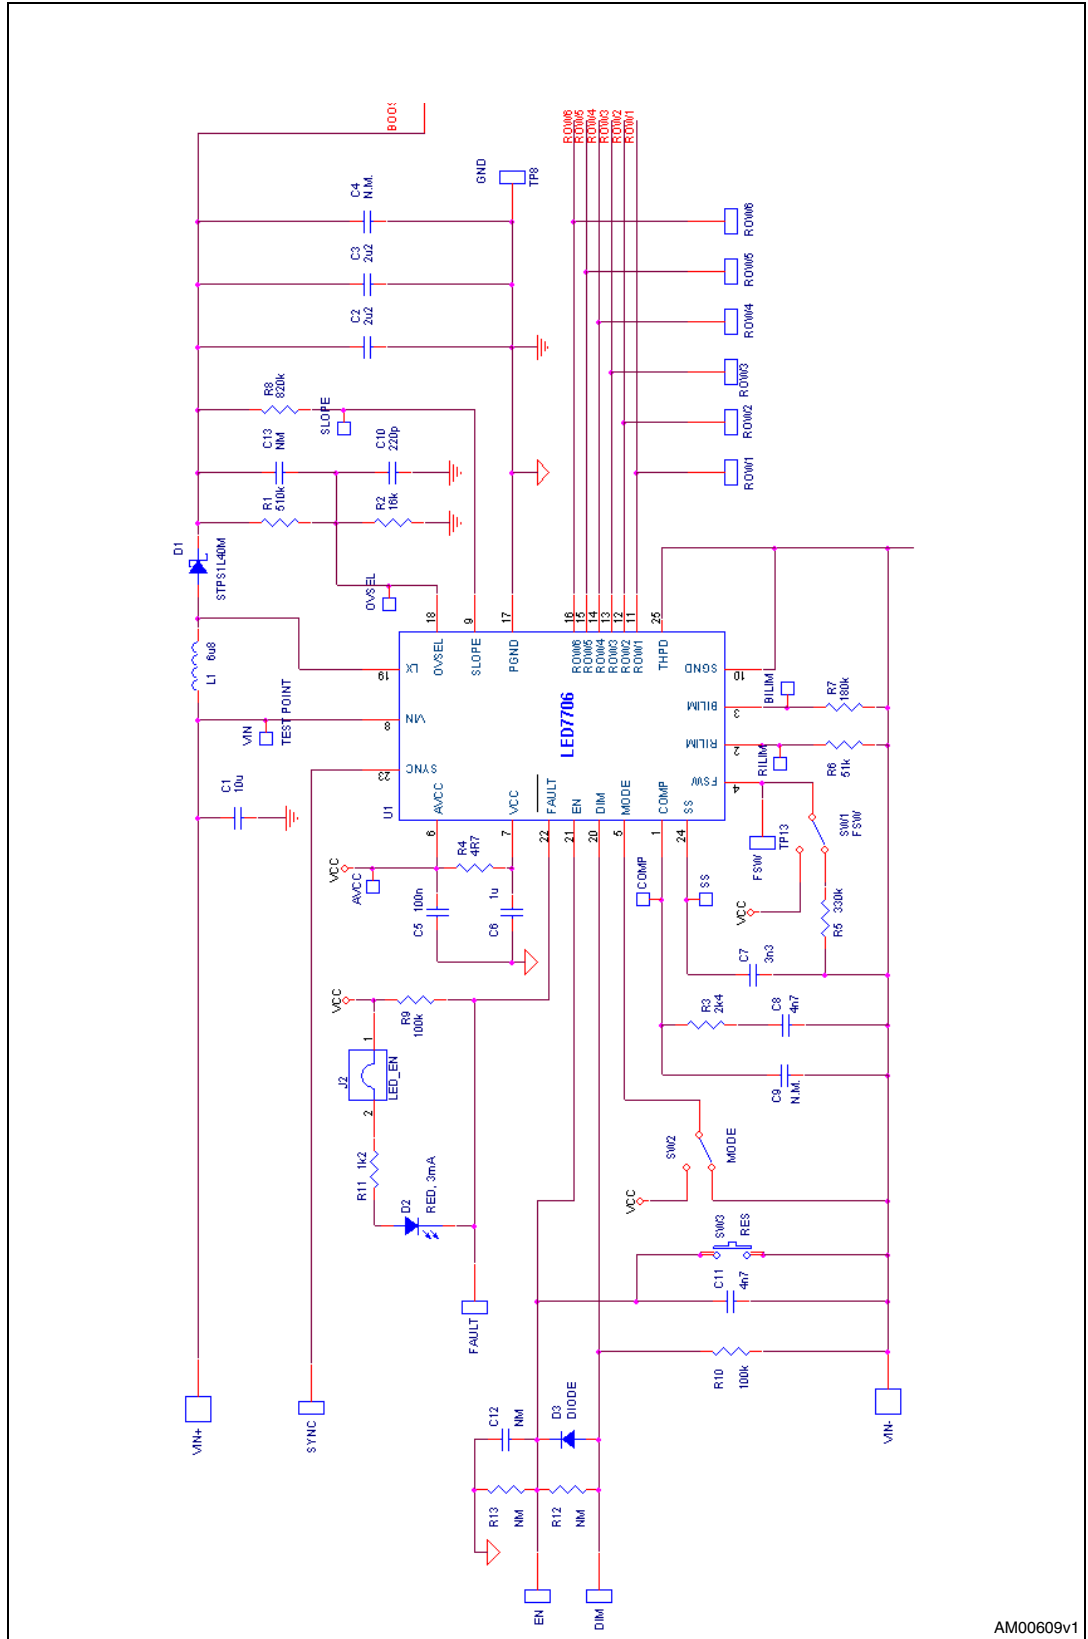 BOOS
ROW6
ROW5
ROW4
ROW3
ROW2
ROW1
GND
TP8
C4
N.M.
C3
2u2
C2
2u2
R8
820k
SLOPE
C13
NM
C10
220p
R1
510k
R2
16k
D1
STPS1L40M
OVSEL
ROW6
ROW5
ROW4
ROW3
ROW2
ROW1
L1
6u8
VIN
TEST POINT
C1
10u
19
18
9
17
16
15
14
13
12
11
25
LX
OVSEL
SLOPE
PGND
ROW6
ROW5
ROW4
ROW3
ROW2
ROW1
THPD
8
VIN
23
SYNC
LED7706
SGND
10
BILIM
3
RILIM
2
FSW
4
U1
AVCC
VCC
FAULT
EN
DIM
MODE
COMP
SS
6
7
22
21
20
5
1
24
BILIM
R7
180k
RILIM
R6
51k
SW1
FSW
TP13
FSW
VCC
R5
330k
VCC
AVCC
R4
4R7
C5
100n
C6
1u
COMP
SS
C7
3n3
R3
2k4
C8
4n7
C9
N.M.
VCC
R9
100k
J2
LED_EN
1
2
R11
1k2
D2
RED, 3mA
FAULT
SW2
MODE
VCC
SW3
RES
C11
4n7
R10
100k
VIN+
SYNC
C12
NM
D3
DIODE
R13
NM
R12
NM
EN
DIM
VIN-
AM00609v1